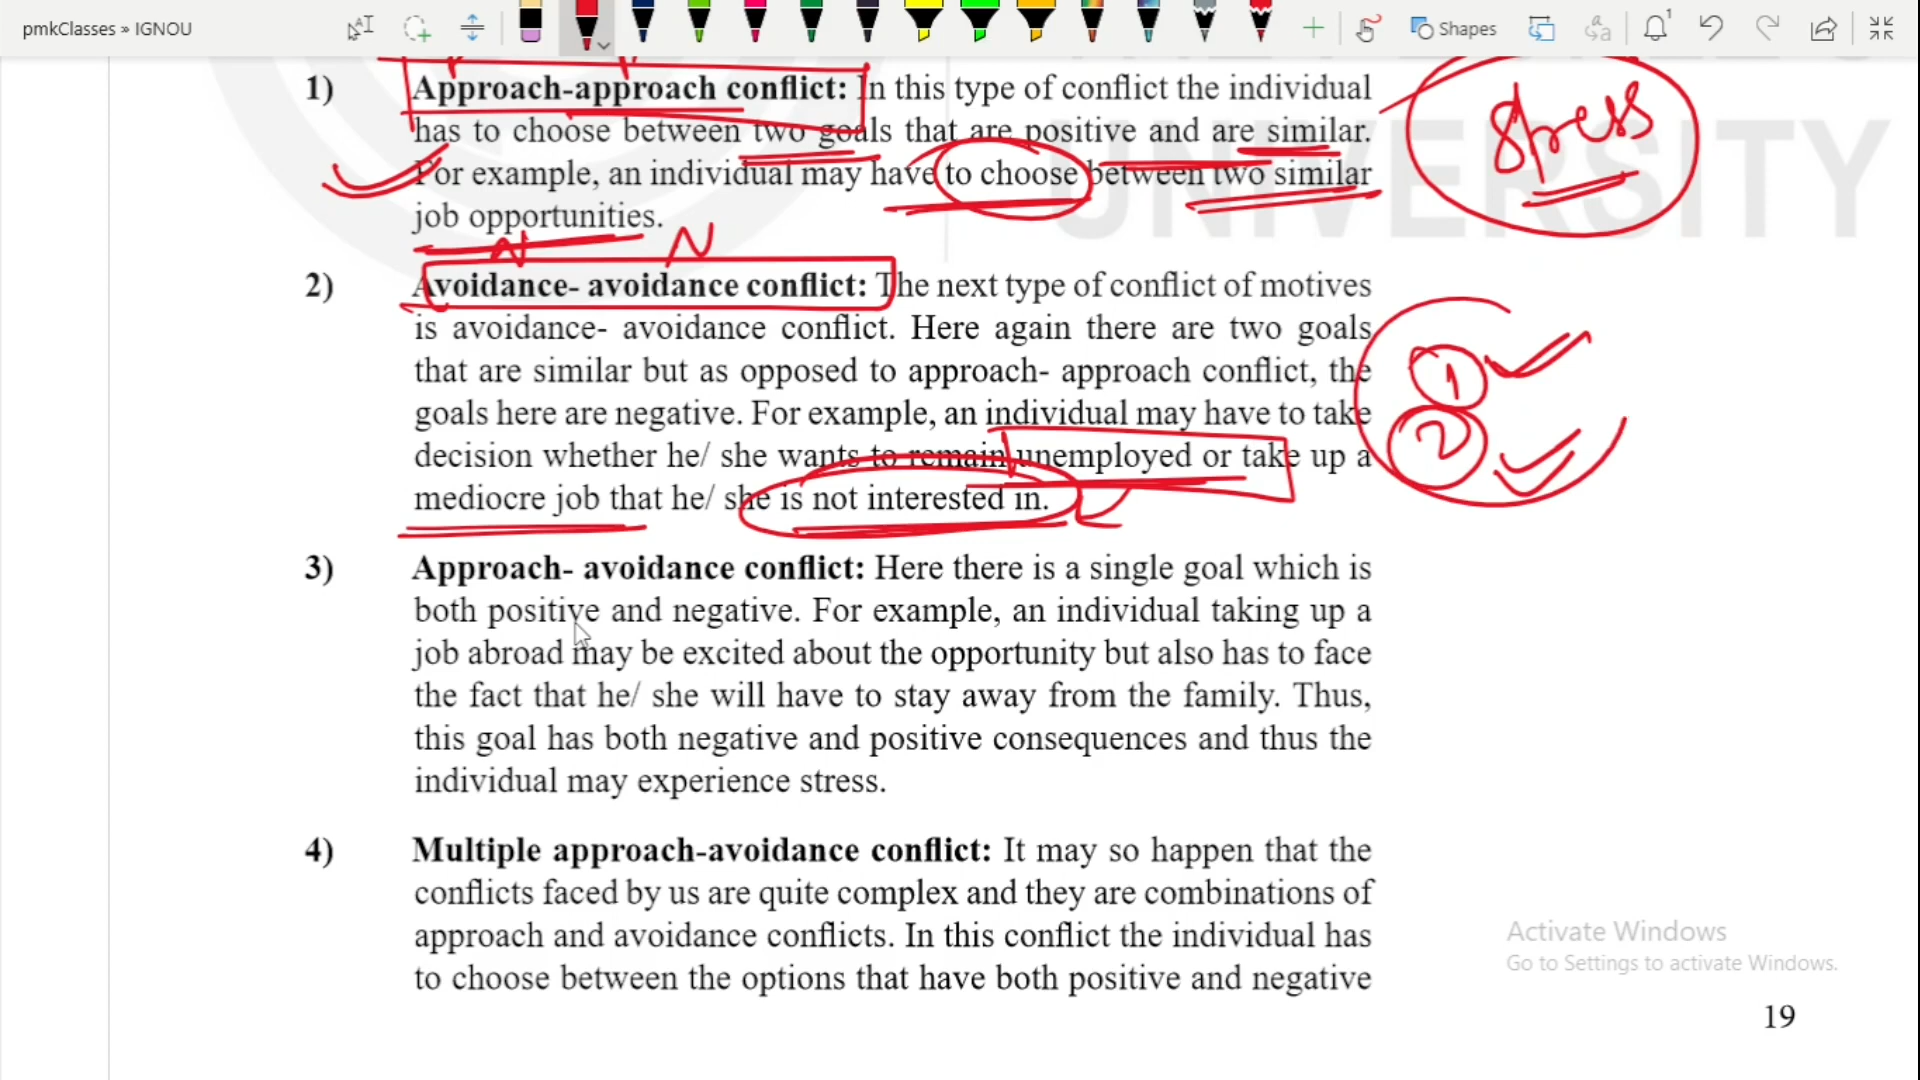 pmkClasses » IGNOU
Shapes
1) Approach-approach conflict: In this type of conflict the individual
has to choose between two goals that are positive and are similar.
For example, an individual may have to choose between two similar
job opportunities.
stress
UNIVERSITY
N N
2) Avoidance- avoidance conflict: The next type of conflict of motives
is avoidance- avoidance conflict. Here again there are two goals
that are similar but as opposed to approach- approach conflict, the
goals here are negative. For example, an individual may have to take
decision whether he/ she wants to remain unemployed or take up a
mediocre job that he/ she is not interested in.
1
2
3) Approach- avoidance conflict: Here there is a single goal which is
both positive and negative. For example, an individual taking up a
job abroad may be excited about the opportunity but also has to face
the fact that he/ she will have to stay away from the family. Thus,
this goal has both negative and positive consequences and thus the
individual may experience stress.
4) Multiple approach-avoidance conflict: It may so happen that the
conflicts faced by us are quite complex and they are combinations of
approach and avoidance conflicts. In this conflict the individual has
to choose between the options that have both positive and negative
Activate Windows
Go to Settings to activate Windows.
19